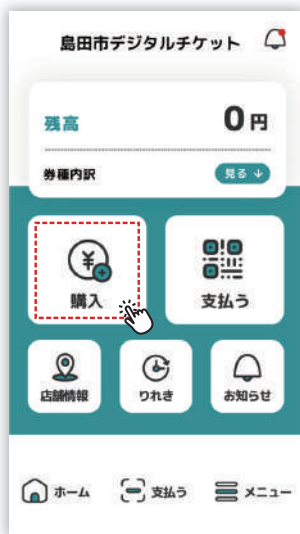 島田市デジタルチケット
残高 0円
券種内訳 見る ↓
購入 支払う
店舗情報 りれき お知らせ
ホーム 支払う メニュー